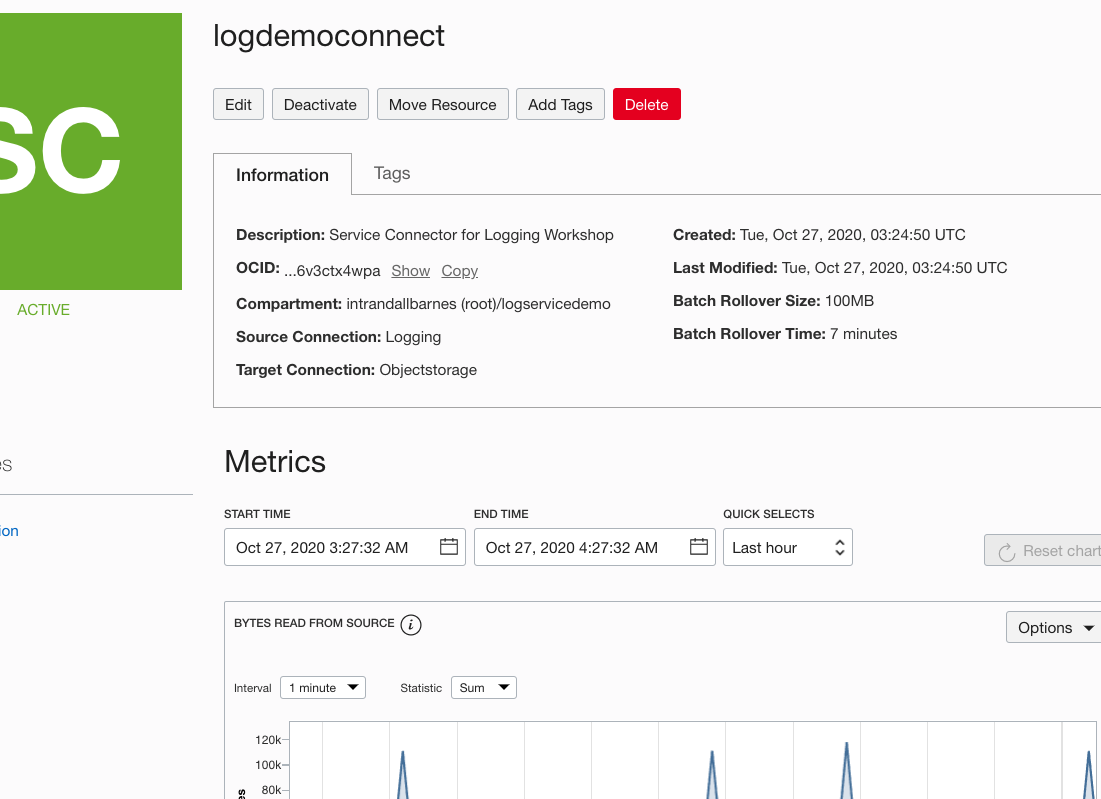 logdemoconnect
SC
Edit Deactivate Move Resource Add Tags Delete
Information Tags
Description: Service Connector for Logging Workshop
OCID: ...6v3ctx4wpa Show Copy
Compartment: intrandallbarnes (root)/logservicedemo
Source Connection: Logging
Target Connection: Objectstorage
Created: Tue, Oct 27, 2020, 03:24:50 UTC
Last Modified: Tue, Oct 27, 2020, 03:24:50 UTC
Batch Rollover Size: 100MB
Batch Rollover Time: 7 minutes
ACTIVE
Metrics
START TIME END TIME QUICK SELECTS
Oct 27, 2020 3:27:32 AM Oct 27, 2020 4:27:32 AM Last hour
Reset chart
BYTES READ FROM SOURCE i
Options
Interval 1 minute Statistic Sum
120k
100k
80k